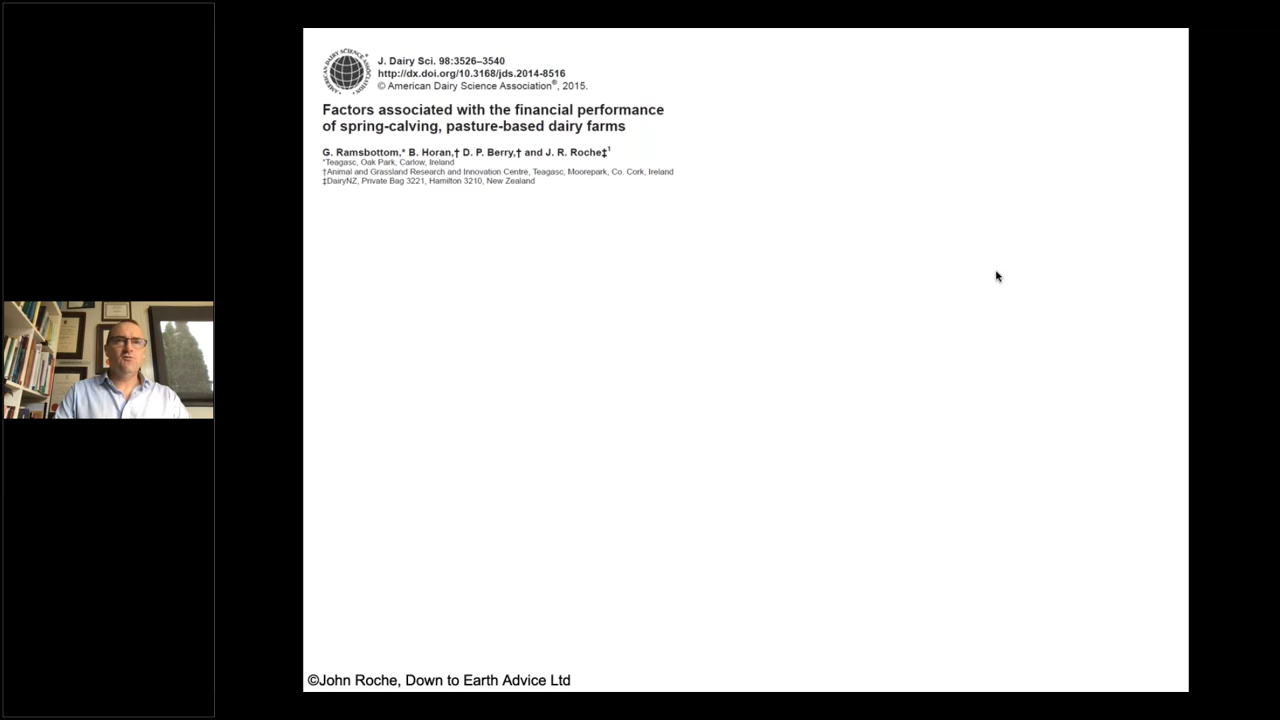 J. Dairy Sci. 98:3526–3540
http://dx.doi.org/10.3168/jds.2014-8516
© American Dairy Science Association®, 2015.
Factors associated with the financial performance
of spring-calving, pasture-based dairy farms
G. Ramsbottom,* B. Horan,† D. P. Berry,† and J. R. Roche‡¹
*Teagasc, Oak Park, Carlow, Ireland
†Animal and Grassland Research and Innovation Centre, Teagasc, Moorepark, Co. Cork, Ireland
‡DairyNZ, Private Bag 3221, Hamilton 3210, New Zealand
©John Roche, Down to Earth Advice Ltd